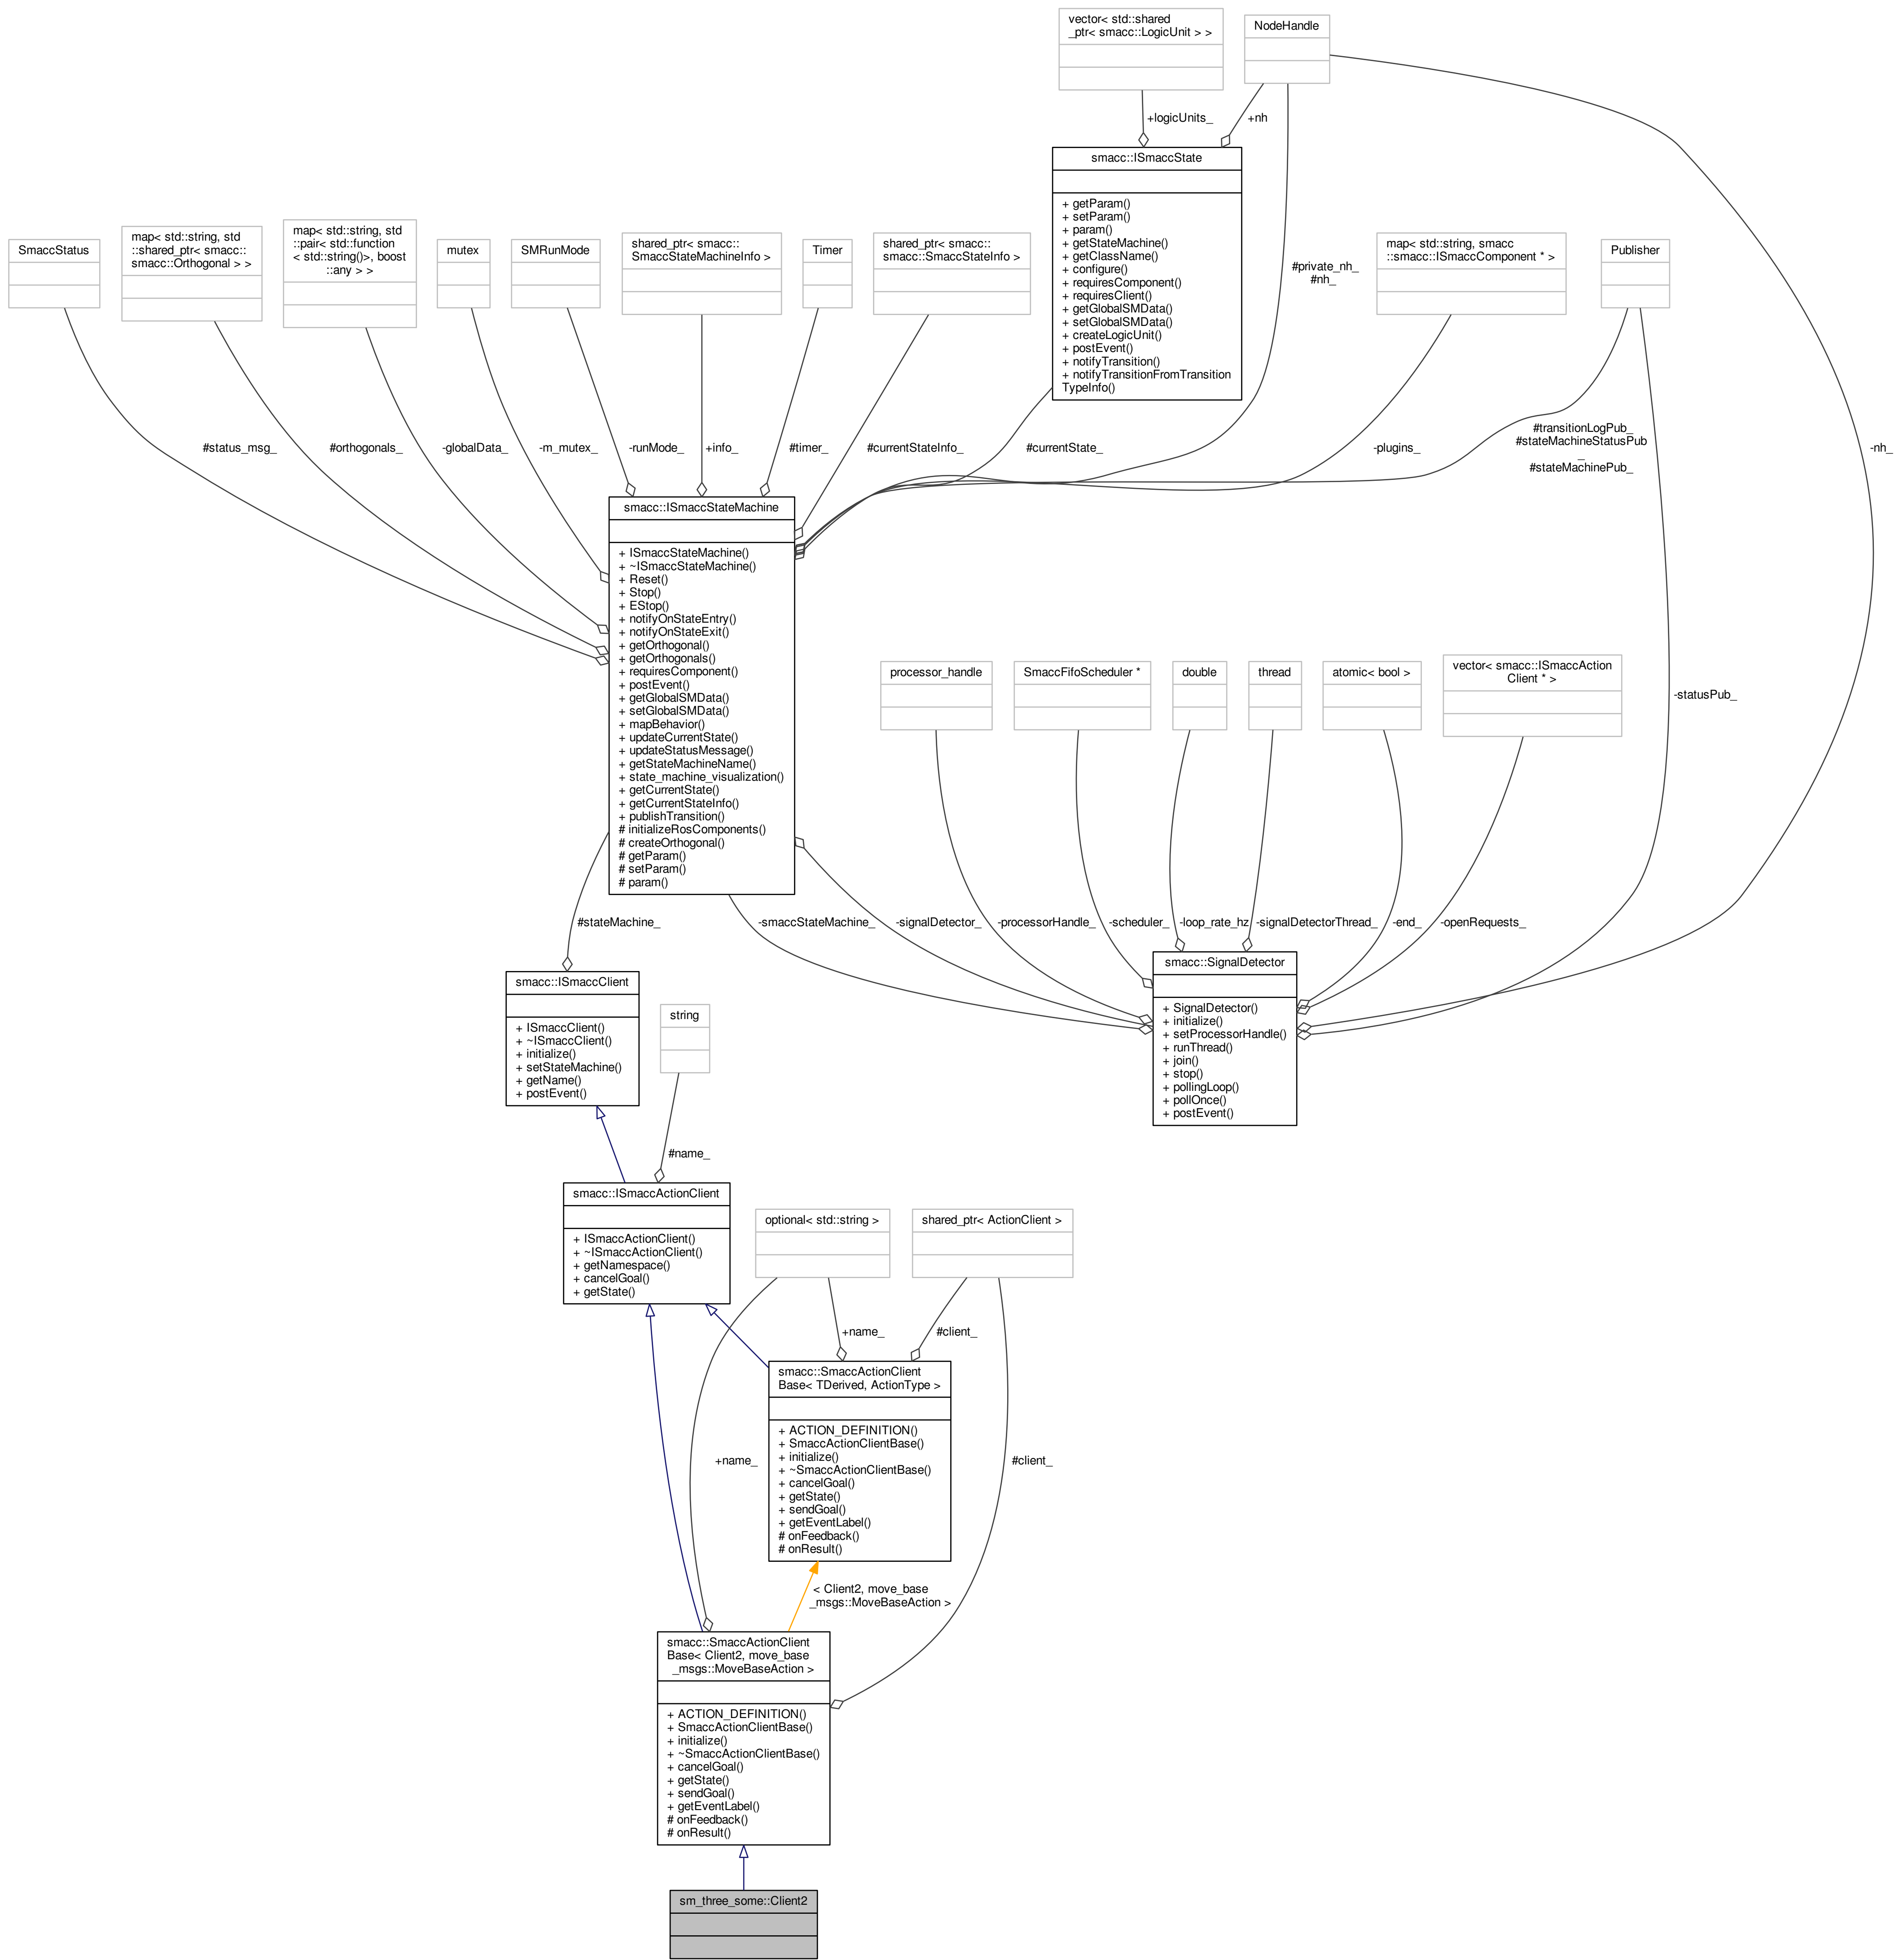 vector< std::shared
_ptr< smacc::LogicUnit > >
NodeHandle
+logicUnits_
+nh
smacc::ISmaccState
+ getParam()
+ setParam()
+ param()
+ getStateMachine()
+ getClassName()
+ configure()
+ requiresComponent()
+ requiresClient()
+ getGlobalSMData()
+ setGlobalSMData()
+ createLogicUnit()
+ postEvent()
+ notifyTransition()
+ notifyTransitionFromTransition
TypeInfo()
SmaccStatus
map< std::string, std
::shared_ptr< smacc::
smacc::Orthogonal > >
map< std::string, std
::pair< std::function
< std::string()>, boost
::any > >
mutex
SMRunMode
shared_ptr< smacc::
SmaccStateMachineInfo >
Timer
shared_ptr< smacc::
smacc::SmaccStateInfo >
#private_nh_
#nh_
map< std::string, smacc
::smacc::ISmaccComponent * >
Publisher
#status_msg_
#orthogonals_
-globalData_
-m_mutex_
-runMode_
+info_
#timer_
#currentStateInfo_
#currentState_
-plugins_
#transitionLogPub_
#stateMachineStatusPub
_
#stateMachinePub_
-nh_
smacc::ISmaccStateMachine
+ ISmaccStateMachine()
+ ~ISmaccStateMachine()
+ Reset()
+ Stop()
+ EStop()
+ notifyOnStateEntry()
+ notifyOnStateExit()
+ getOrthogonal()
+ getOrthogonals()
+ requiresComponent()
+ postEvent()
+ getGlobalSMData()
+ setGlobalSMData()
+ mapBehavior()
+ updateCurrentState()
+ updateStatusMessage()
+ getStateMachineName()
+ state_machine_visualization()
+ getCurrentState()
+ getCurrentStateInfo()
+ publishTransition()
# initializeRosComponents()
# createOrthogonal()
# getParam()
# setParam()
# param()
processor_handle
SmaccFifoScheduler *
double
thread
atomic< bool >
vector< smacc::ISmaccAction
Client * >
-statusPub_
#stateMachine_
-smaccStateMachine_
-signalDetector_
-processorHandle_
-scheduler_
-loop_rate_hz
-signalDetectorThread_
-end_
-openRequests_
smacc::SignalDetector
+ SignalDetector()
+ initialize()
+ setProcessorHandle()
+ runThread()
+ join()
+ stop()
+ pollingLoop()
+ pollOnce()
+ postEvent()
smacc::ISmaccClient
+ ISmaccClient()
+ ~ISmaccClient()
+ initialize()
+ setStateMachine()
+ getName()
+ postEvent()
string
#name_
smacc::ISmaccActionClient
+ ISmaccActionClient()
+ ~ISmaccActionClient()
+ getNamespace()
+ cancelGoal()
+ getState()
optional< std::string >
shared_ptr< ActionClient >
+name_
#client_
smacc::SmaccActionClient
Base< TDerived, ActionType >
+ ACTION_DEFINITION()
+ SmaccActionClientBase()
+ initialize()
+ ~SmaccActionClientBase()
+ cancelGoal()
+ getState()
+ sendGoal()
+ getEventLabel()
# onFeedback()
# onResult()
+name_
#client_
< Client2, move_base
_msgs::MoveBaseAction >
smacc::SmaccActionClient
Base< Client2, move_base
_msgs::MoveBaseAction >
+ ACTION_DEFINITION()
+ SmaccActionClientBase()
+ initialize()
+ ~SmaccActionClientBase()
+ cancelGoal()
+ getState()
+ sendGoal()
+ getEventLabel()
# onFeedback()
# onResult()
sm_three_some::Client2